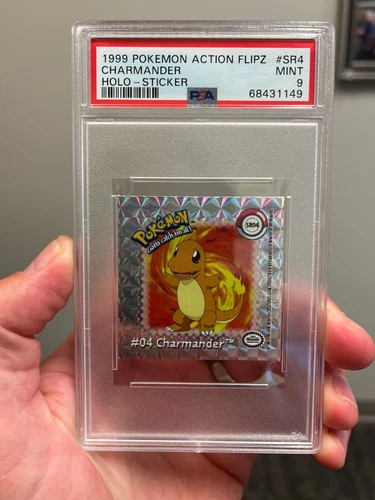 1999 POKEMON ACTION FLIPZ #SR4
CHARMANDER MINT
HOLO-STICKER 9
PSA 68431149
POKéMON
Gotta catch 'em all!
SR04
#04 Charmander™